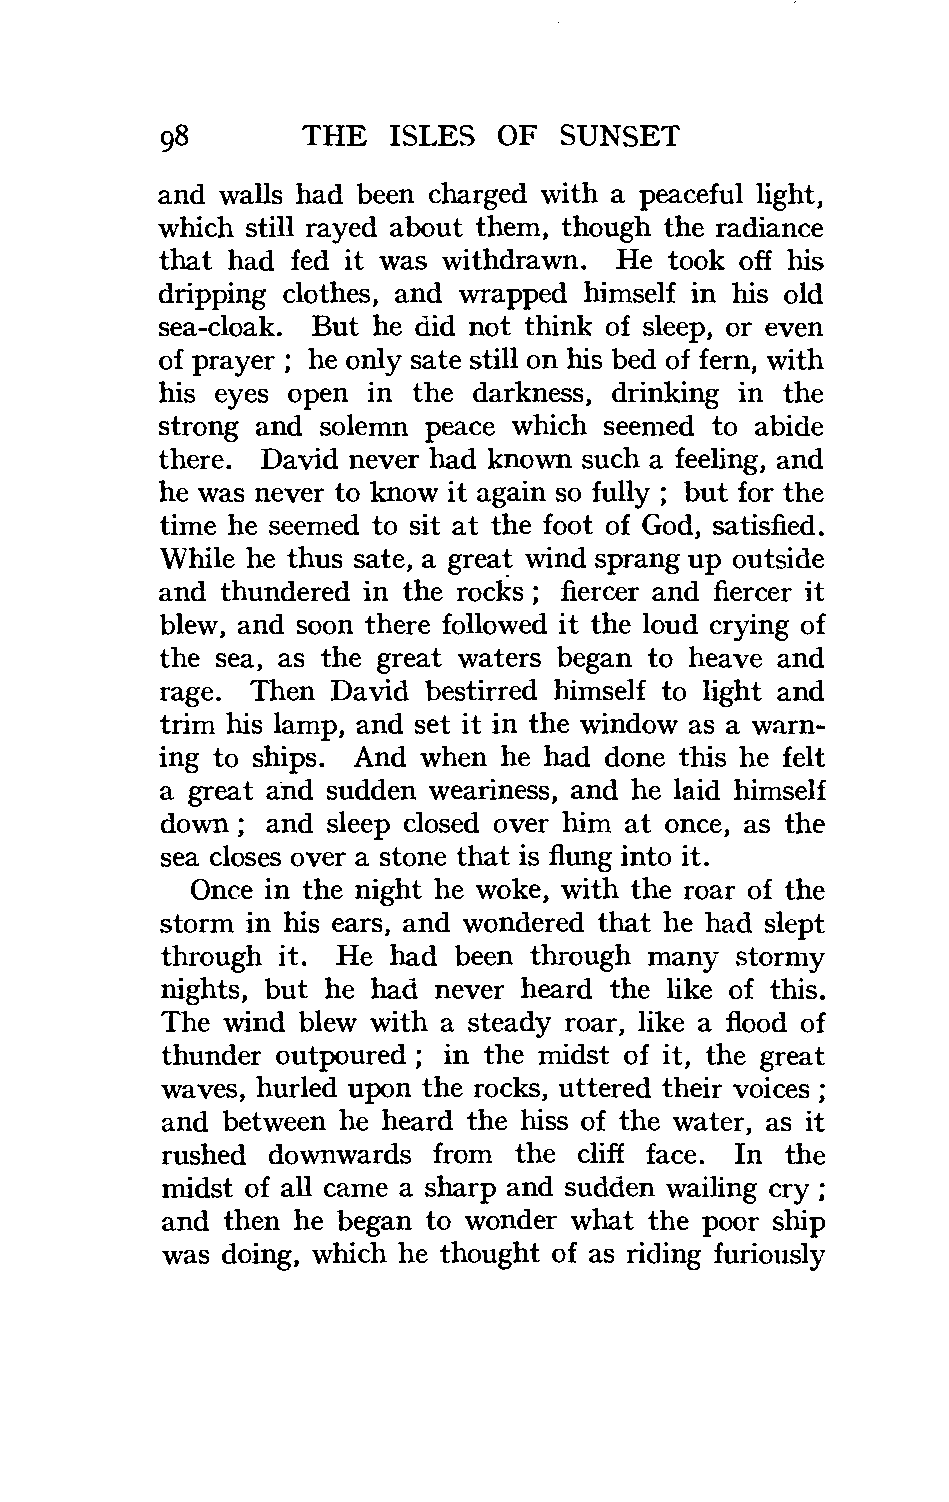 98 THE ISLES OF SUNSET
and walls had been charged with a peaceful light,
which still rayed about them, though the radiance
that had fed it was withdrawn. He took off his
dripping clothes, and wrapped himself in his old
sea-cloak. But he did not think of sleep, or even
of prayer ; he only sate still on his bed of fern, with
his eyes open in the darkness, drinking in the
strong and solemn peace which seemed to abide
there. David never had known such a feeling, and
he was never to know it again so fully ; but for the
time he seemed to sit at the foot of God, satisfied.
While he thus sate, a great wind sprang up outside
and thundered in the rocks ; fiercer and fiercer it
blew, and soon there followed it the loud crying of
the sea, as the great waters began to heave and
rage. Then David bestirred himself to light and
trim his lamp, and set it in the window as a warn-
ing to ships. And when he had done this he felt
a great and sudden weariness, and he laid himself
down ; and sleep closed over him at once, as the
sea closes over a stone that is flung into it.
Once in the night he woke, with the roar of the
storm in his ears, and wondered that he had slept
through it. He had been through many stormy
nights, but he had never heard the like of this.
The wind blew with a steady roar, like a flood of
thunder outpoured ; in the midst of it, the great
waves, hurled upon the rocks, uttered their voices ;
and between he heard the hiss of the water, as it
rushed downwards from the cliff face. In the
midst of all came a sharp and sudden wailing cry ;
and then he began to wonder what the poor ship
was doing, which he thought of as riding furiously